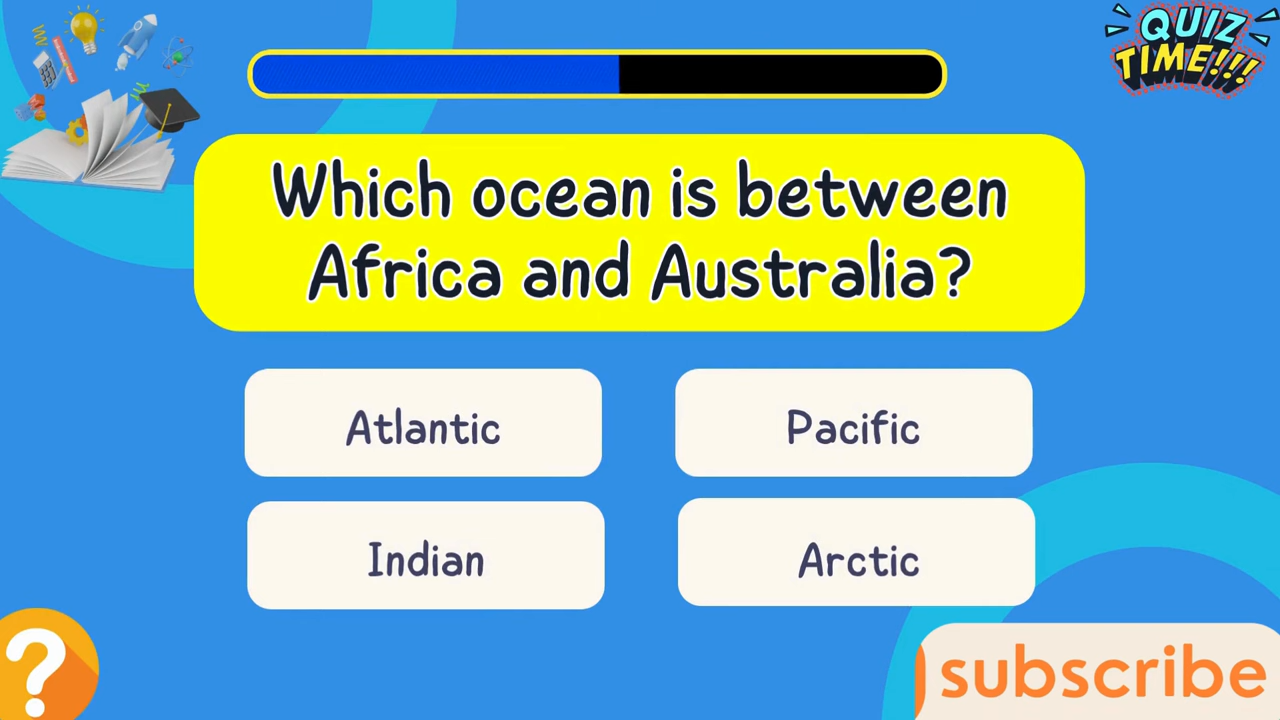 QUIZ
TIME!!!
Which ocean is between
Africa and Australia?
Atlantic
Pacific
Indian
Arctic
?
subscribe